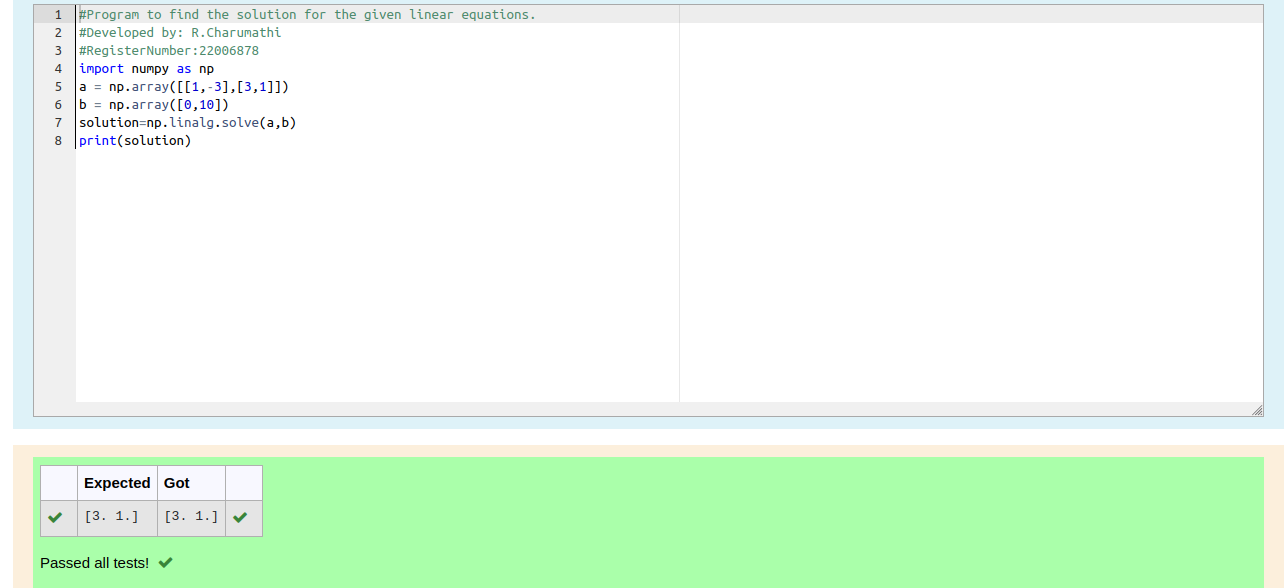 1 #Program to find the solution for the given linear equations.
2 #Developed by: R.Charumathi
3 #RegisterNumber:22006878
4 import numpy as np
5 a = np.array([[1,-3],[3,1]])
6 b = np.array([0,10])
7 solution=np.linalg.solve(a,b)
8 print(solution)
Expected Got
[3. 1.] [3. 1.]
Passed all tests!